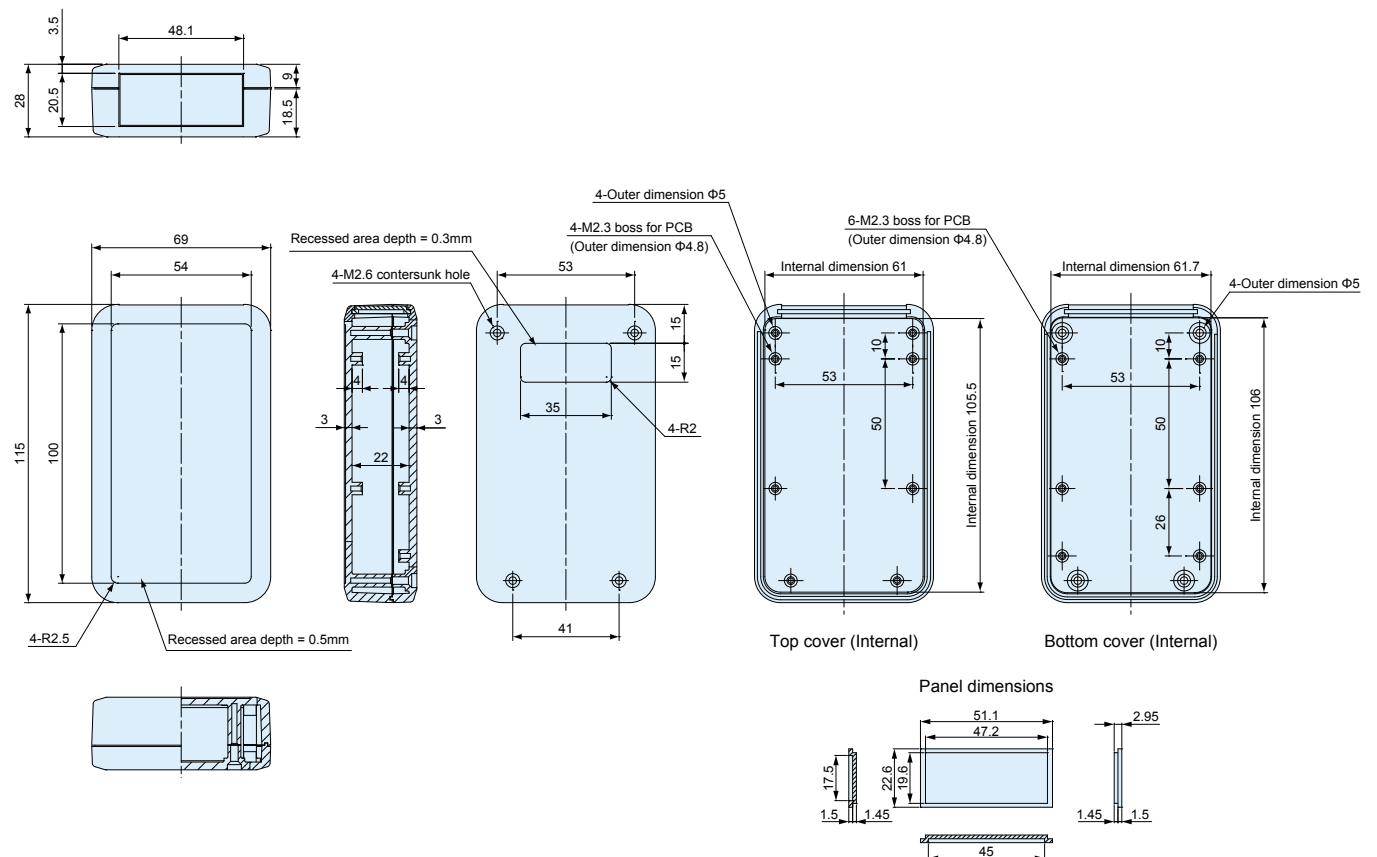 48.1
3.5
28
20.5
9
18.5
69
54
115
100
4-R2.5
Recessed area depth = 0.5mm
4
4
3
3
22
Recessed area depth = 0.3mm
4-M2.6 contersunk hole
53
15
15
35
4-R2
41
4-Outer dimension Φ5
4-M2.3 boss for PCB
(Outer dimension Φ4.8)
Internal dimension 61
10
53
50
Internal dimension 105.5
Top cover (Internal)
6-M2.3 boss for PCB
(Outer dimension Φ4.8)
Internal dimension 61.7
4-Outer dimension Φ5
10
53
50
26
Internal dimension 106
Bottom cover (Internal)
Panel dimensions
51.1
47.2
2.95
17.5
22.6
19.6
1.5
1.45
1.45
1.5
45